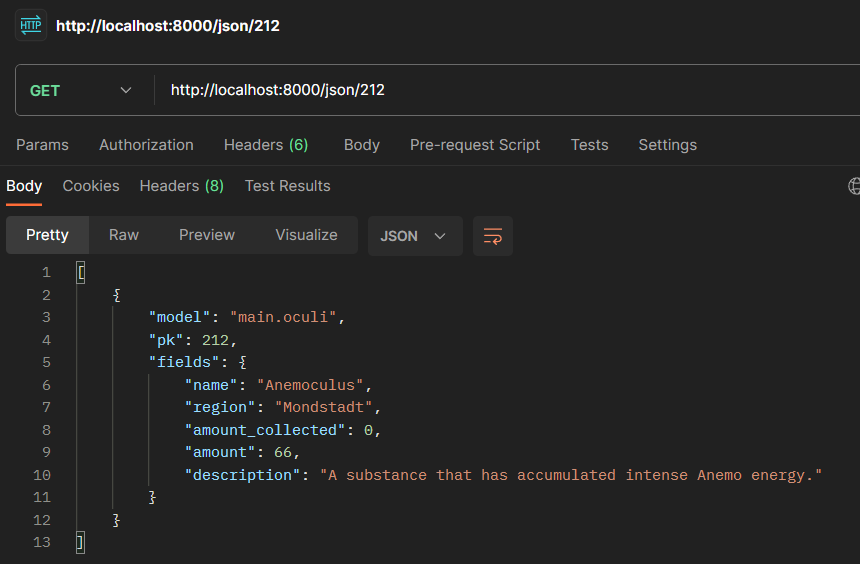 HTTP http://localhost:8000/json/212
GET http://localhost:8000/json/212
Params Authorization Headers (6) Body Pre-request Script Tests Settings
Body Cookies Headers (8) Test Results
Pretty Raw Preview Visualize JSON
1 [
2 {
3 "model": "main.oculi",
4 "pk": 212,
5 "fields": {
6 "name": "Anemoculus",
7 "region": "Mondstadt",
8 "amount_collected": 0,
9 "amount": 66,
10 "description": "A substance that has accumulated intense Anemo energy."
11 }
12 }
13 ]